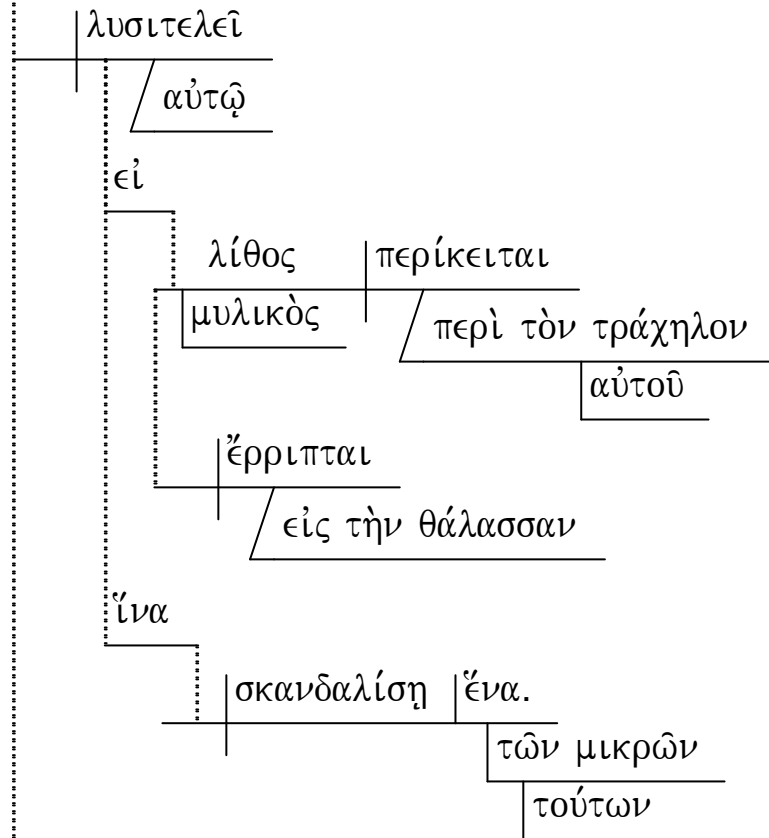 λυσιτελεῖ
αὐτῷ
εἰ
λίθος περίκειται
μυλικὸς περὶ τὸν τράχηλον
αὐτοῦ
ἔρριπται
εἰς τὴν θάλασσαν
ἵνα
σκανδαλίσῃ ἕνα.
τῶν μικρῶν
τούτων